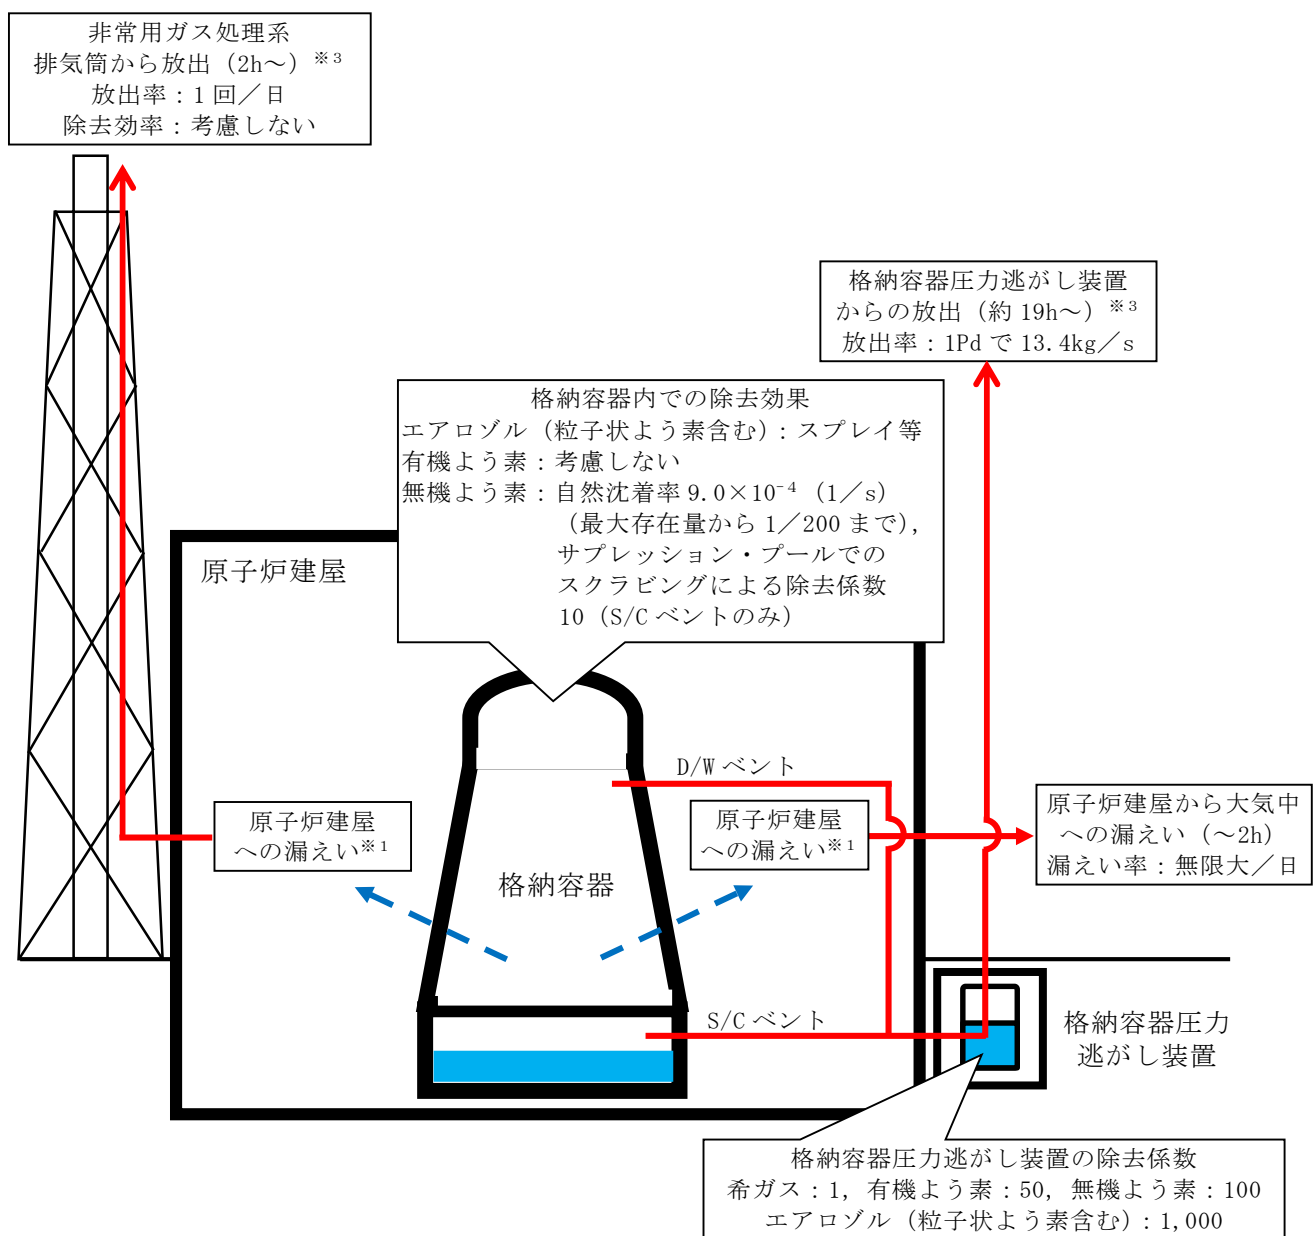 非常用ガス処理系
排気筒から放出（2h～）※3
放出率：1回／日
除去効率：考慮しない
格納容器圧力逃がし装置
からの放出（約19h～）※3
放出率：1Pdで13.4kg／s
格納容器内での除去効果
エアロゾル（粒子状よう素含む）：スプレイ等
有機よう素：考慮しない
無機よう素：自然沈着率9.0×10⁻⁴（1／s）
（最大存在量から1／200まで），
サプレッション・プールでの
スクラビングによる除去係数
10（S/Cベントのみ）
原子炉建屋
D/Wベント
原子炉建屋
への漏えい※1
原子炉建屋
への漏えい※1
原子炉建屋から大気中
への漏えい（～2h）
漏えい率：無限大／日
格納容器
S/Cベント
格納容器圧力
逃がし装置
格納容器圧力逃がし装置の除去係数
希ガス：1，有機よう素：50，無機よう素：100
エアロゾル（粒子状よう素含む）：1,000